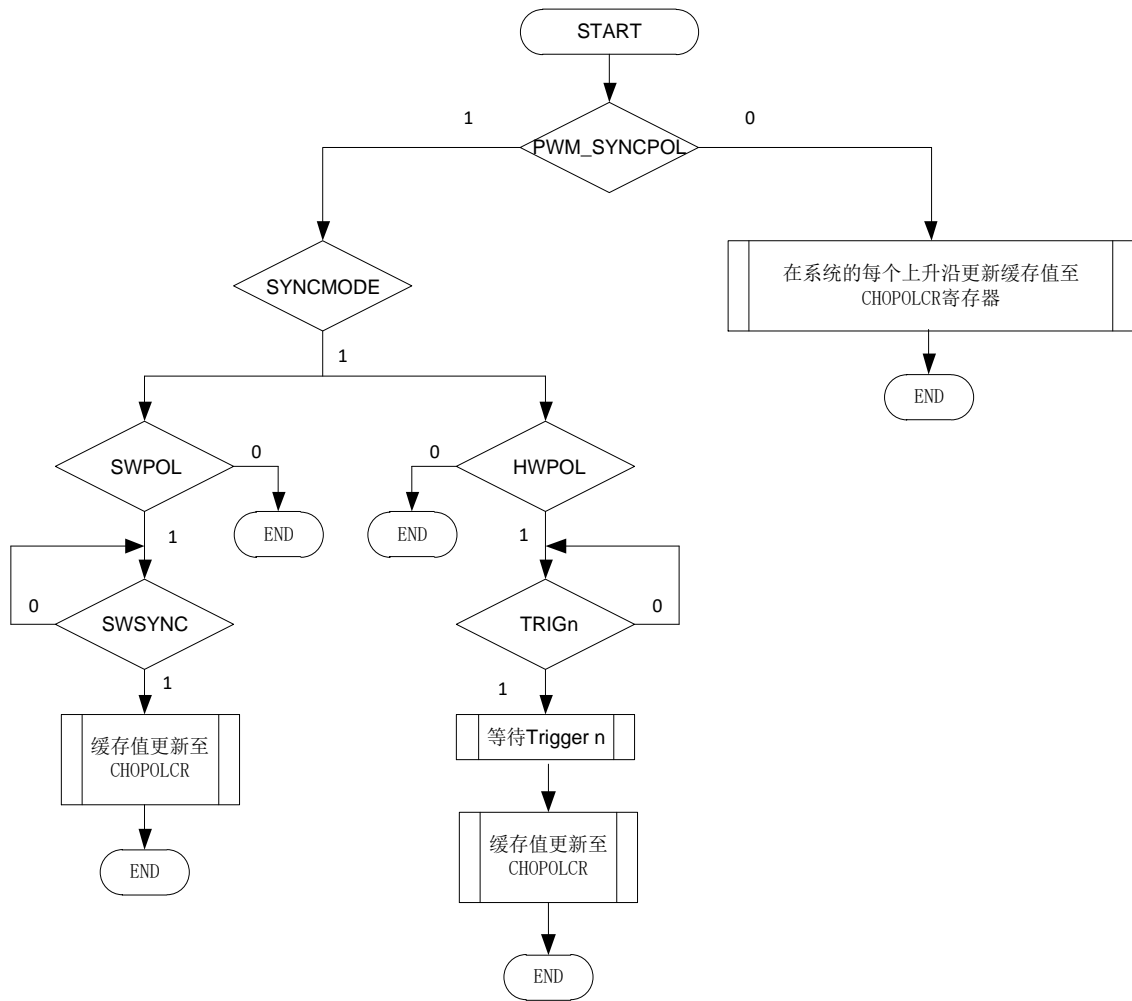 START
1
0
PWM_SYNCPOL
SYNCMODE
在系统的每个上升沿更新缓存值至
CHOPOLCR寄存器
1
END
SWPOL
0
0
HWPOL
1
END
END
1
0
SWSYNC
TRIGn
0
1
1
缓存值更新至
CHOPOLCR
等待Trigger n
END
缓存值更新至
CHOPOLCR
END